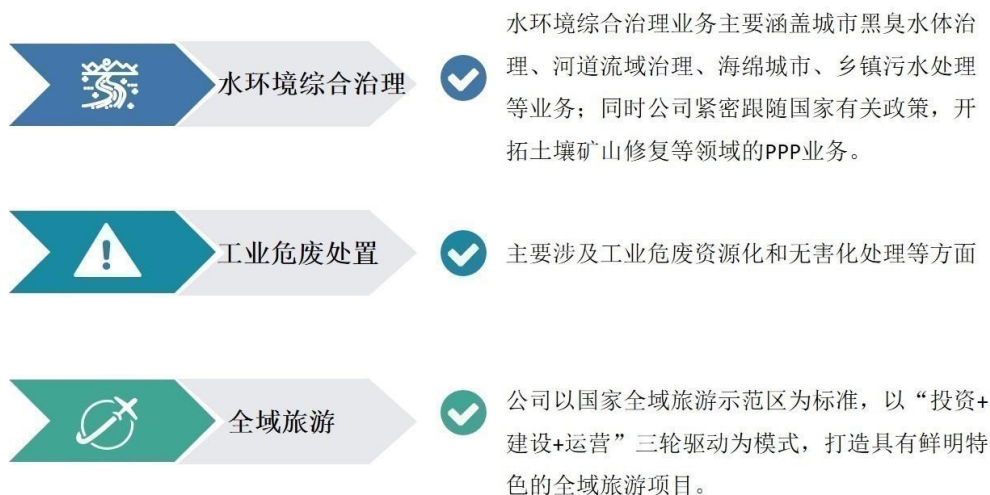 水环境综合治理
水环境综合治理业务主要涵盖城市黑臭水体治
理、河道流域治理、海绵城市、乡镇污水处理
等业务；同时公司紧密跟随国家有关政策，开
拓土壤矿山修复等领域的PPP业务。
工业危废处置
主要涉及工业危废资源化和无害化处理等方面
全域旅游
公司以国家全域旅游示范区为标准，以“投资+
建设+运营”三轮驱动为模式，打造具有鲜明特
色的全域旅游项目。